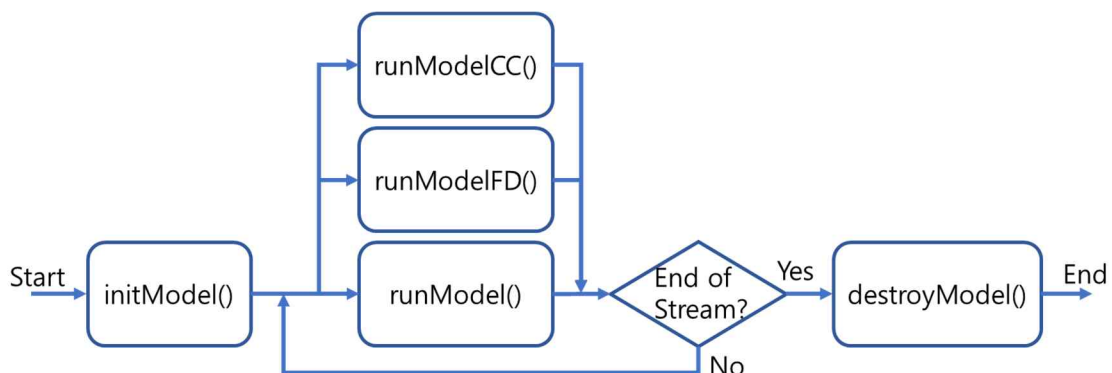 runModelCC()
runModelFD()
Start
initModel()
runModel()
End of
Stream?
Yes
destroyModel()
End
No